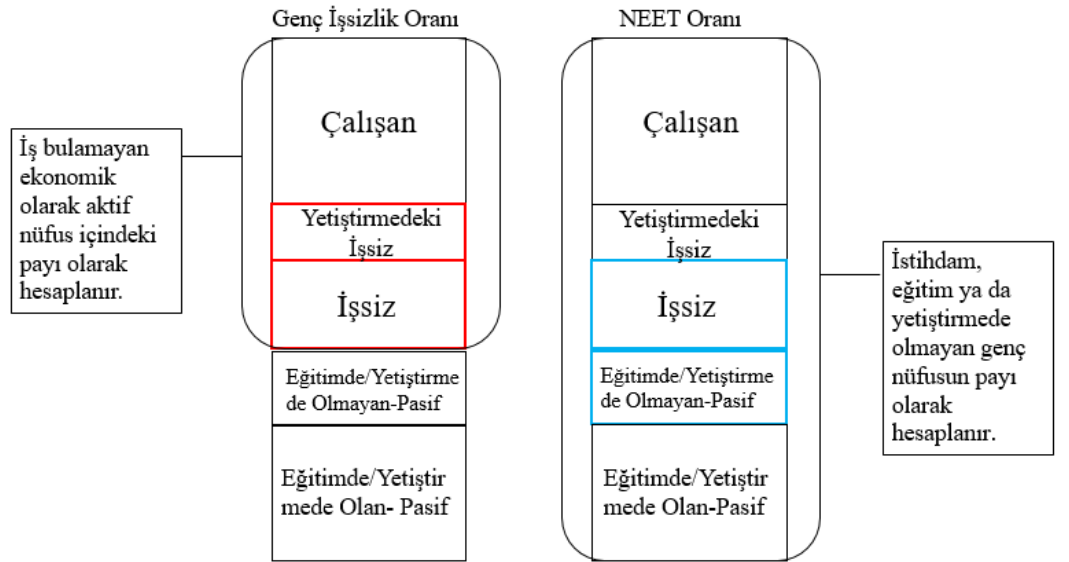 Genç İşsizlik Oranı
Çalışan
Yetiştirmedeki
İşsiz
İşsiz
Eğitimde/Yetiştirme
de Olmayan-Pasif
Eğitimde/Yetiştir
mede Olan- Pasif
İş bulamayan
ekonomik
olarak aktif
nüfus içindeki
payı olarak
hesaplanır.
NEET Oranı
Çalışan
Yetiştirmedeki
İşsiz
İşsiz
Eğitimde/Yetiştirme
de Olmayan-Pasif
Eğitimde/Yetiştir
mede Olan-Pasif
İstihdam,
eğitim ya da
yetiştirmede
olmayan genç
nüfusun payı
olarak
hesaplanır.